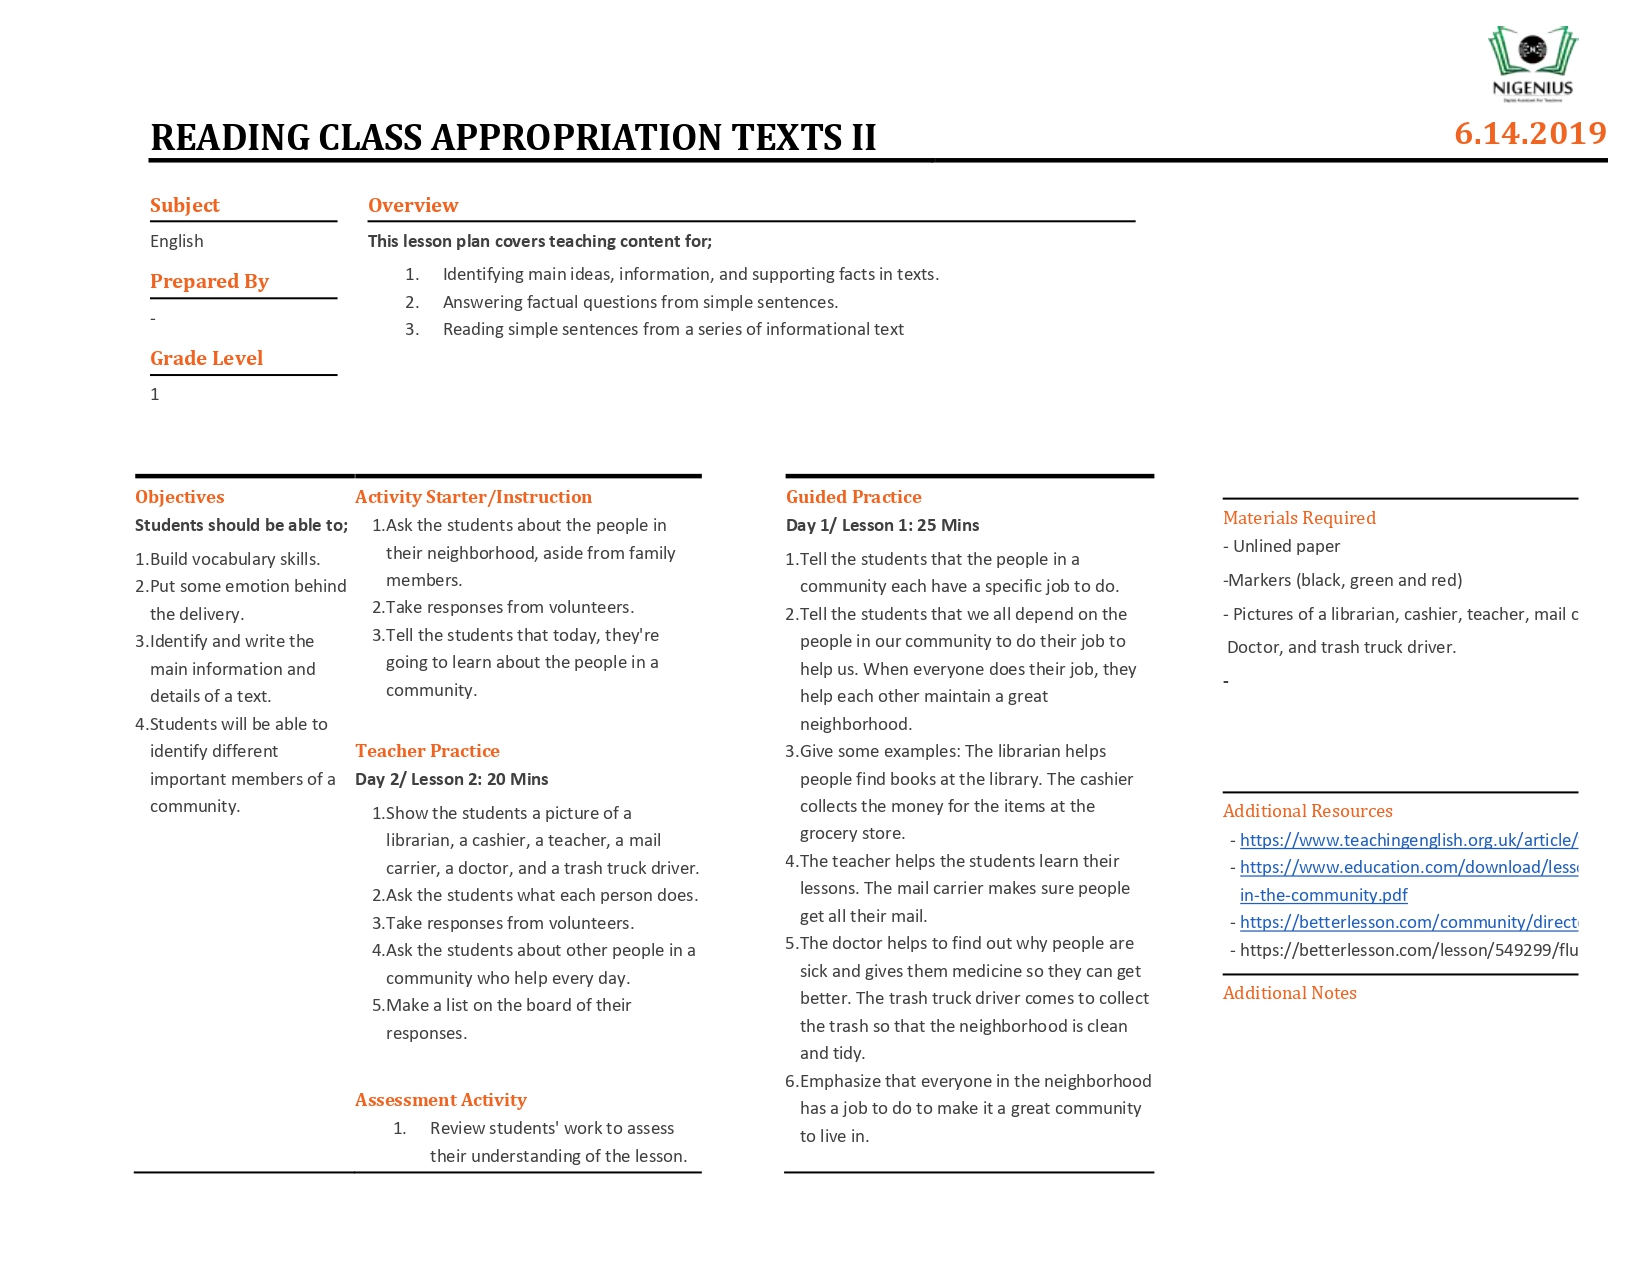 NIGENIUS
Digital Assistant For Teachers
READING CLASS APPROPRIATION TEXTS II
6.14.2019
Subject
English
Prepared By
-
Grade Level
1
Overview
This lesson plan covers teaching content for;
1. Identifying main ideas, information, and supporting facts in texts.
2. Answering factual questions from simple sentences.
3. Reading simple sentences from a series of informational text
Objectives
Students should be able to;
1.Build vocabulary skills.
2.Put some emotion behind
the delivery.
3.Identify and write the
main information and
details of a text.
4.Students will be able to
identify different
important members of a
community.
Activity Starter/Instruction
1.Ask the students about the people in
their neighborhood, aside from family
members.
2.Take responses from volunteers.
3.Tell the students that today, they're
going to learn about the people in a
community.
Teacher Practice
Day 2/ Lesson 2: 20 Mins
1.Show the students a picture of a
librarian, a cashier, a teacher, a mail
carrier, a doctor, and a trash truck driver.
2.Ask the students what each person does.
3.Take responses from volunteers.
4.Ask the students about other people in a
community who help every day.
5.Make a list on the board of their
responses.
Assessment Activity
1. Review students' work to assess
their understanding of the lesson.
Guided Practice
Day 1/ Lesson 1: 25 Mins
1.Tell the students that the people in a
community each have a specific job to do.
2.Tell the students that we all depend on the
people in our community to do their job to
help us. When everyone does their job, they
help each other maintain a great
neighborhood.
3.Give some examples: The librarian helps
people find books at the library. The cashier
collects the money for the items at the
grocery store.
4.The teacher helps the students learn their
lessons. The mail carrier makes sure people
get all their mail.
5.The doctor helps to find out why people are
sick and gives them medicine so they can get
better. The trash truck driver comes to collect
the trash so that the neighborhood is clean
and tidy.
6.Emphasize that everyone in the neighborhood
has a job to do to make it a great community
to live in.
Materials Required
- Unlined paper
-Markers (black, green and red)
- Pictures of a librarian, cashier, teacher, mail c
Doctor, and trash truck driver.
-
Additional Resources
- https://www.teachingenglish.org.uk/article/
- https://www.education.com/download/less
in-the-community.pdf
- https://betterlesson.com/community/direct
- https://betterlesson.com/lesson/549299/flu
Additional Notes